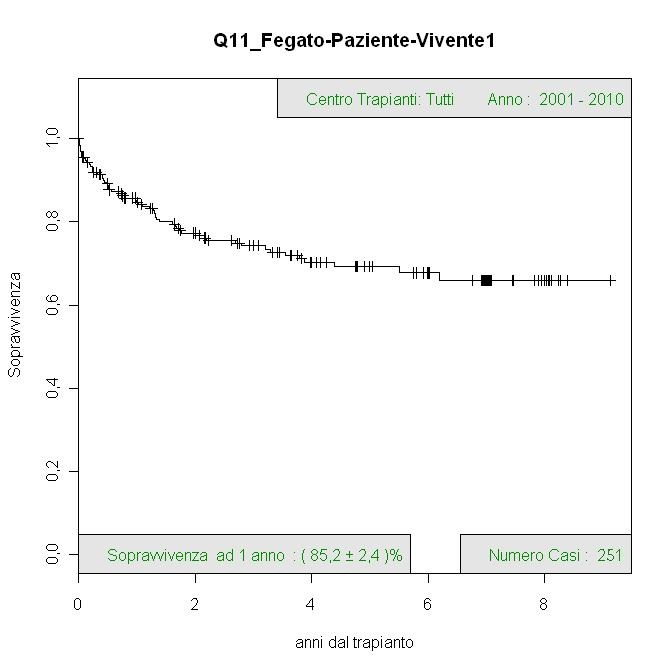 Q11_Fegato-Paziente-Vivente1
Centro Trapianti: Tutti Anno : 2001 - 2010
1,0
0,8
0,6
0,4
0,2
0,0
Sopravvivenza
Sopravvivenza ad 1 anno : ( 85,2 ± 2,4 )%
Numero Casi : 251
0 2 4 6 8
anni dal trapianto